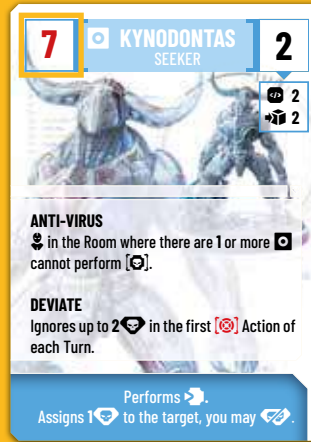 7
KYNODONTAS
SEEKER
2
2
2
ANTI-VIRUS
in the Room where there are 1 or more
cannot perform [ ].
DEVIATE
Ignores up to 2 in the first [ ] Action of
each Turn.
Performs .
Assigns 1 to the target, you may .